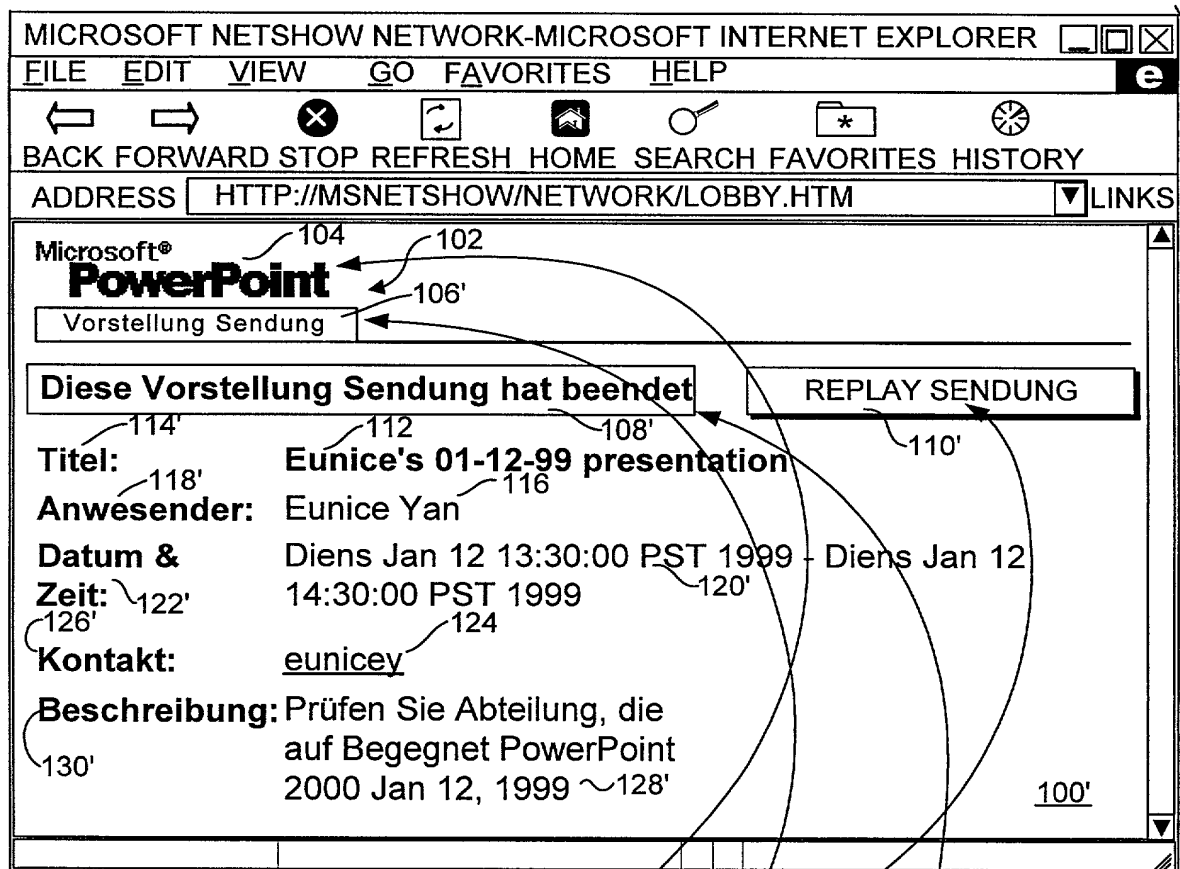 MICROSOFT NETSHOW NETWORK-MICROSOFT INTERNET EXPLORER
FILE EDIT VIEW GO FAVORITES HELP
e
BACK FORWARD STOP REFRESH HOME SEARCH FAVORITES HISTORY
ADDRESS HTTP://MSNETSHOW/NETWORK/LOBBY.HTM LINKS
104 102
Microsoft®
PowerPoint
106'
Vorstellung Sendung
Diese Vorstellung Sendung hat beendet REPLAY SENDUNG
114' 112 108' 110'
Titel: Eunice's 01-12-99 presentation
118' 116
Anwesender: Eunice Yan
Datum & Diens Jan 12 13:30:00 PST 1999 - Diens Jan 12
Zeit: 122' 14:30:00 PST 1999 120'
126' 124
Kontakt: eunicey
Beschreibung: Prüfen Sie Abteilung, die
auf Begegnet PowerPoint
130'
2000 Jan 12, 1999 128' 100'